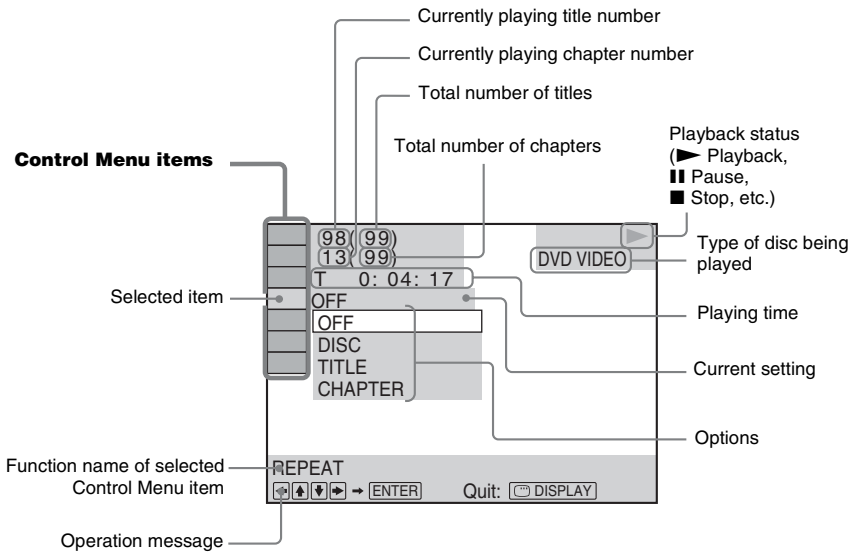 Currently playing title number
Currently playing chapter number
Total number of titles
Total number of chapters
Playback status
(► Playback,
❚❚ Pause,
■ Stop, etc.)
Control Menu items
98( 99)
13( 99)
DVD VIDEO
Type of disc being
played
T 0: 04: 17
Selected item
OFF
Playing time
OFF
DISC
TITLE
CHAPTER
Current setting
Options
Function name of selected
Control Menu item
REPEAT
ENTER Quit: DISPLAY
Operation message